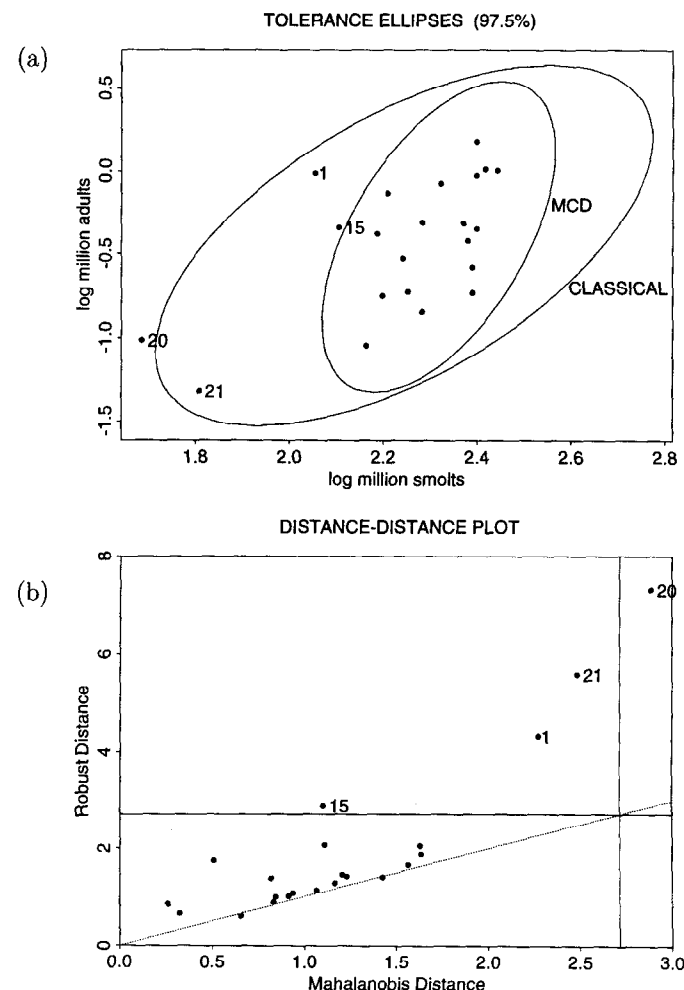 TOLERANCE ELLIPSES (97.5%)
(a)
log million adults
0.5
0.0
-0.5
-1.0
-1.5
1
15
20
21
MCD
CLASSICAL
1.8 2.0 2.2 2.4 2.6 2.8
log million smolts
DISTANCE-DISTANCE PLOT
(b)
Robust Distance
8
6
4
2
0
20
21
1
15
0.0 0.5 1.0 1.5 2.0 2.5 3.0
Mahalanobis Distance